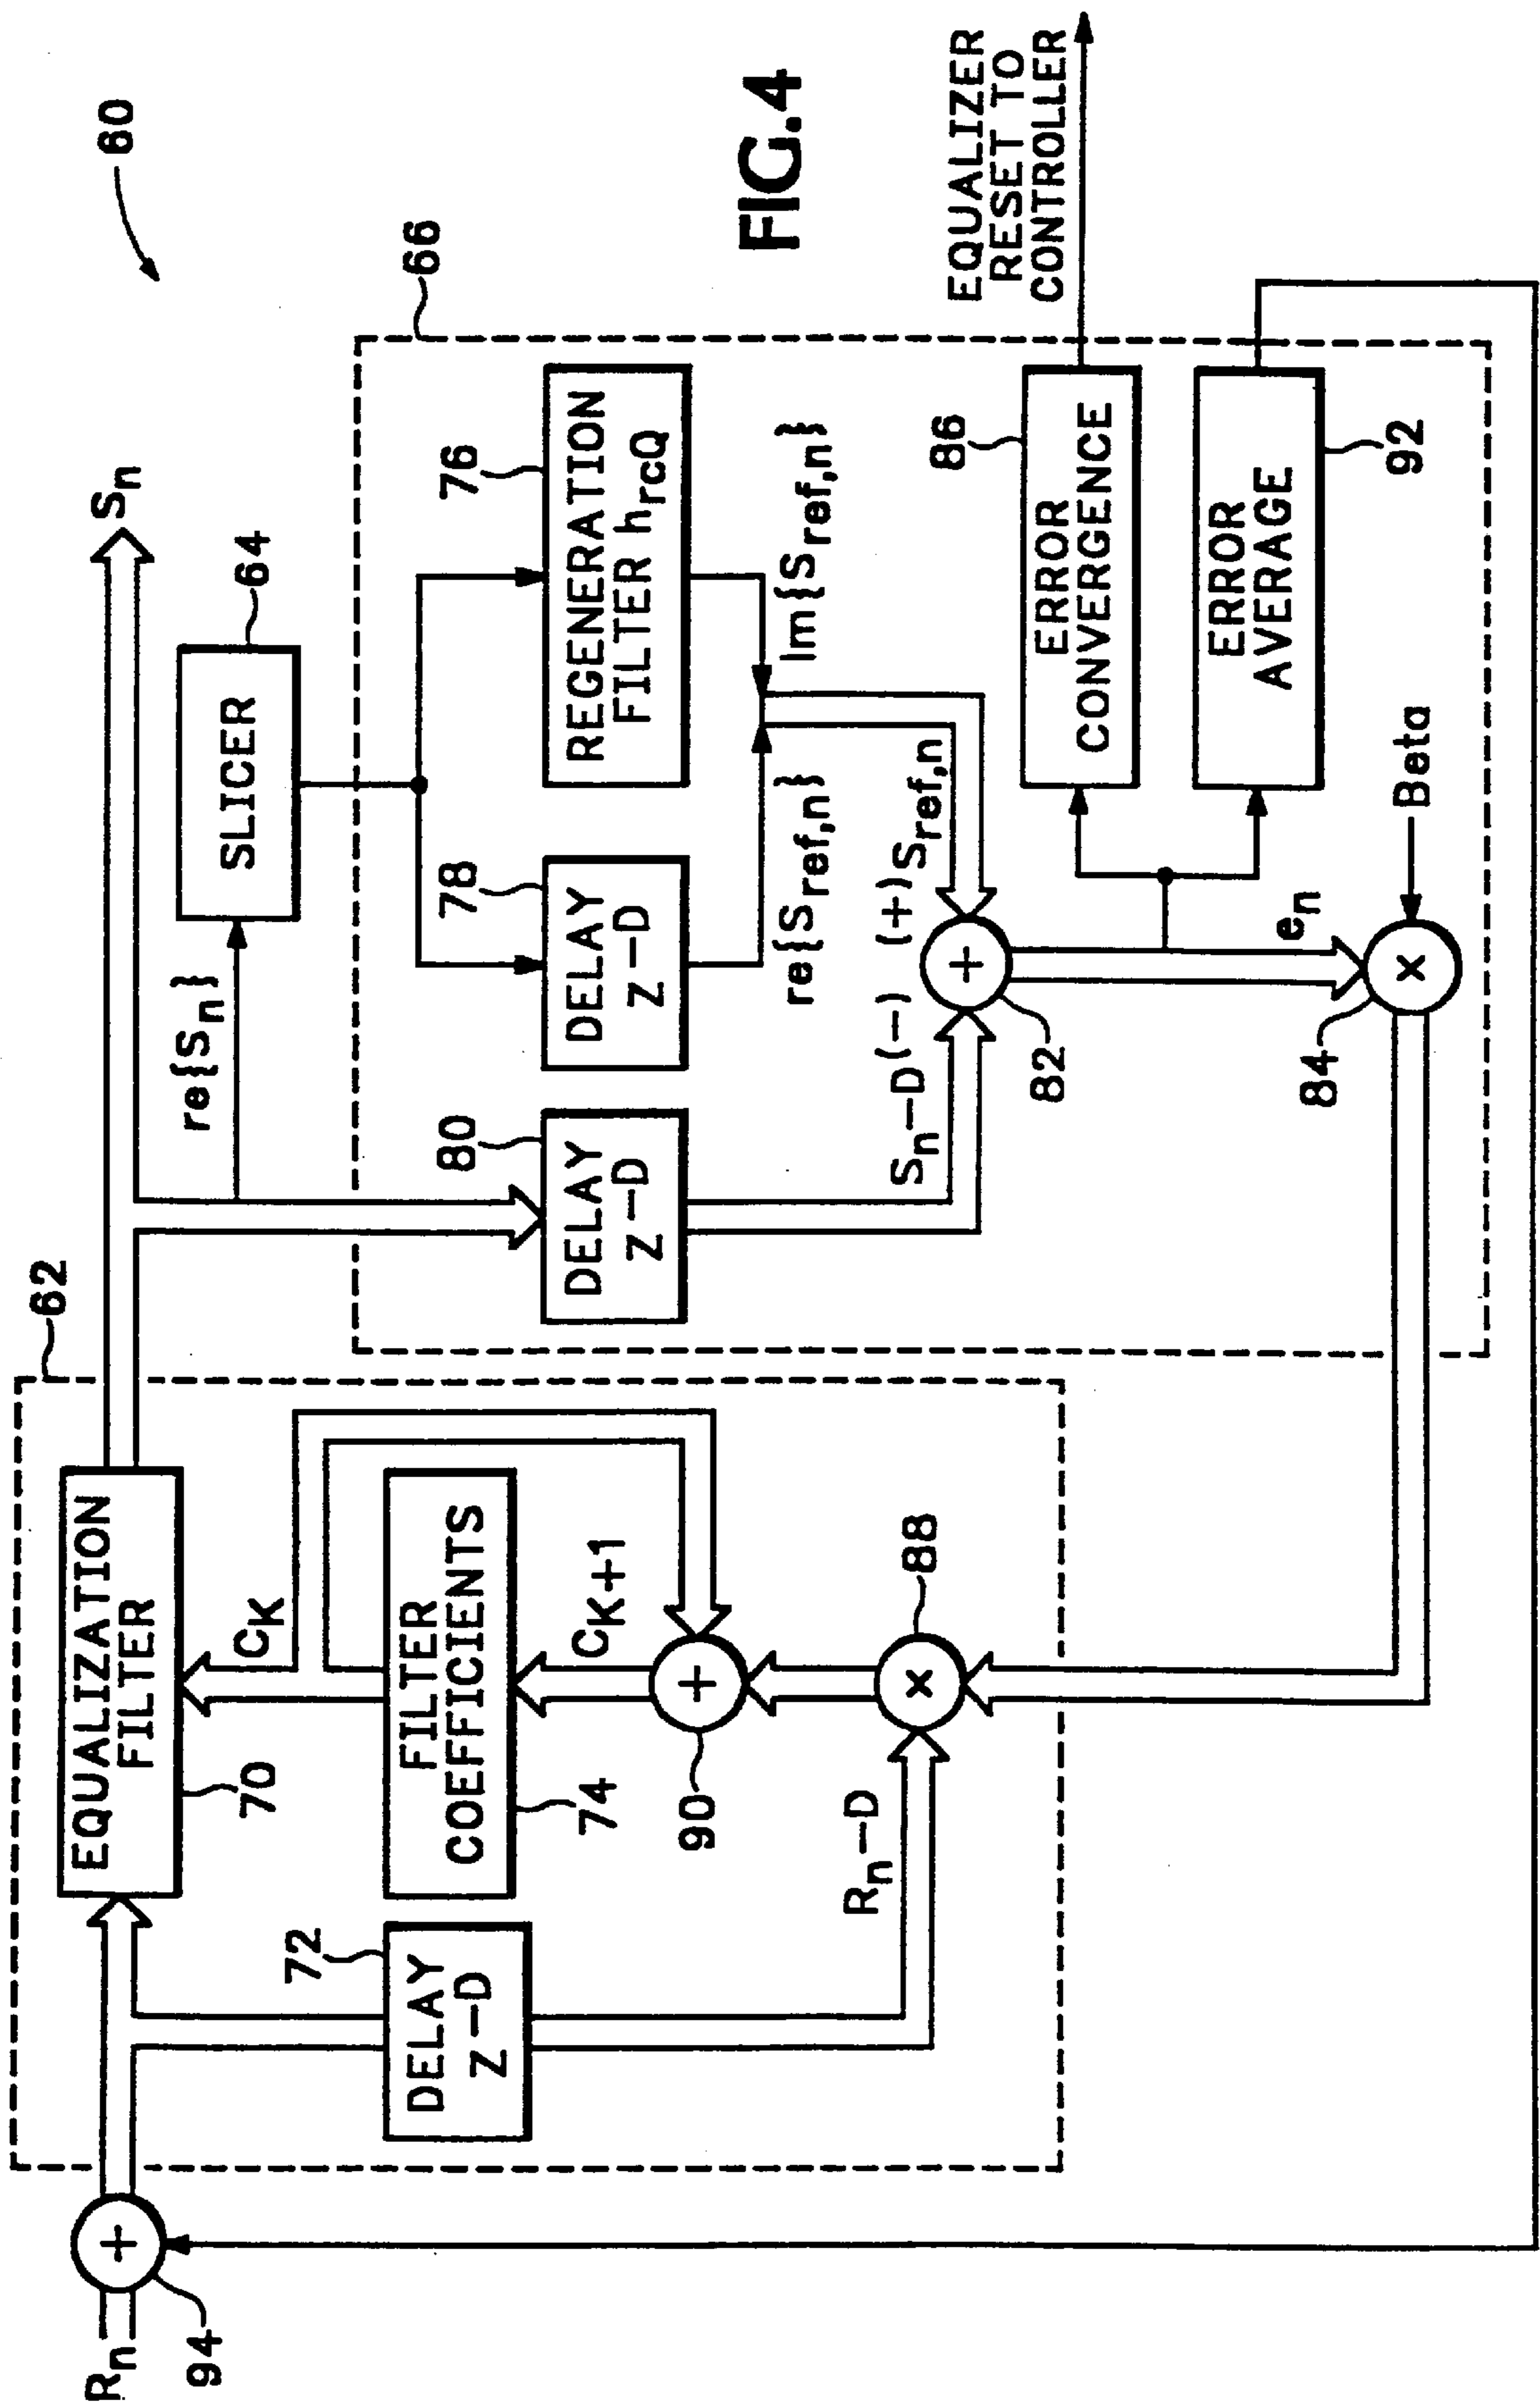 60
62
R_n
94
EQUALIZATION
FILTER
70
S_n
re{S_n}
SLICER
64
66
72
DELAY
Z-D
C_K
FILTER
COEFFICIENTS
74
C_K+1
90
88
R_n-D
80
DELAY
Z-D
78
DELAY
Z-D
76
REGENERATION
FILTER h_rcQ
re{S_ref,n}
Im{S_ref,n}
S_n-D(-)
(+)S_ref,n
82
e_n
84
Beta
86
ERROR
CONVERGENCE
ERROR
AVERAGE
92
EQUALIZER
RESET TO
CONTROLLER
+
+
+
x
x
FIG.4